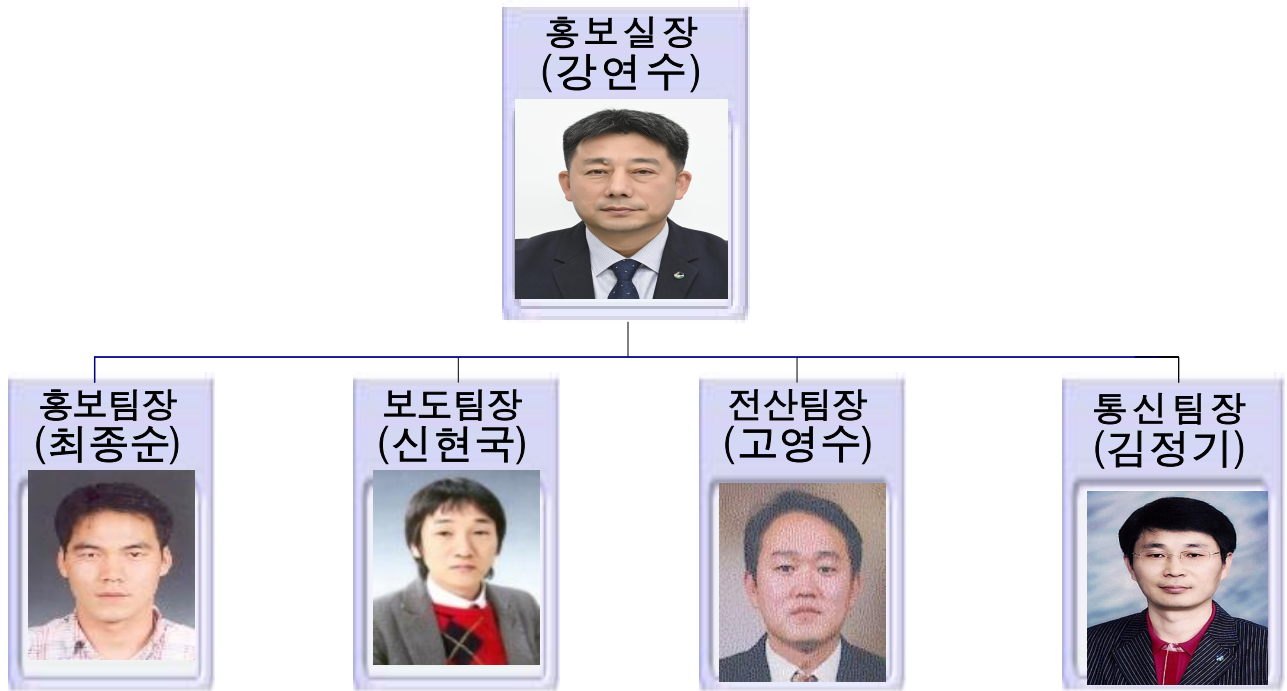 홍보실장
(강연수)
홍보팀장
(최종순)
보도팀장
(신현국)
전산팀장
(고영수)
통신팀장
(김정기)